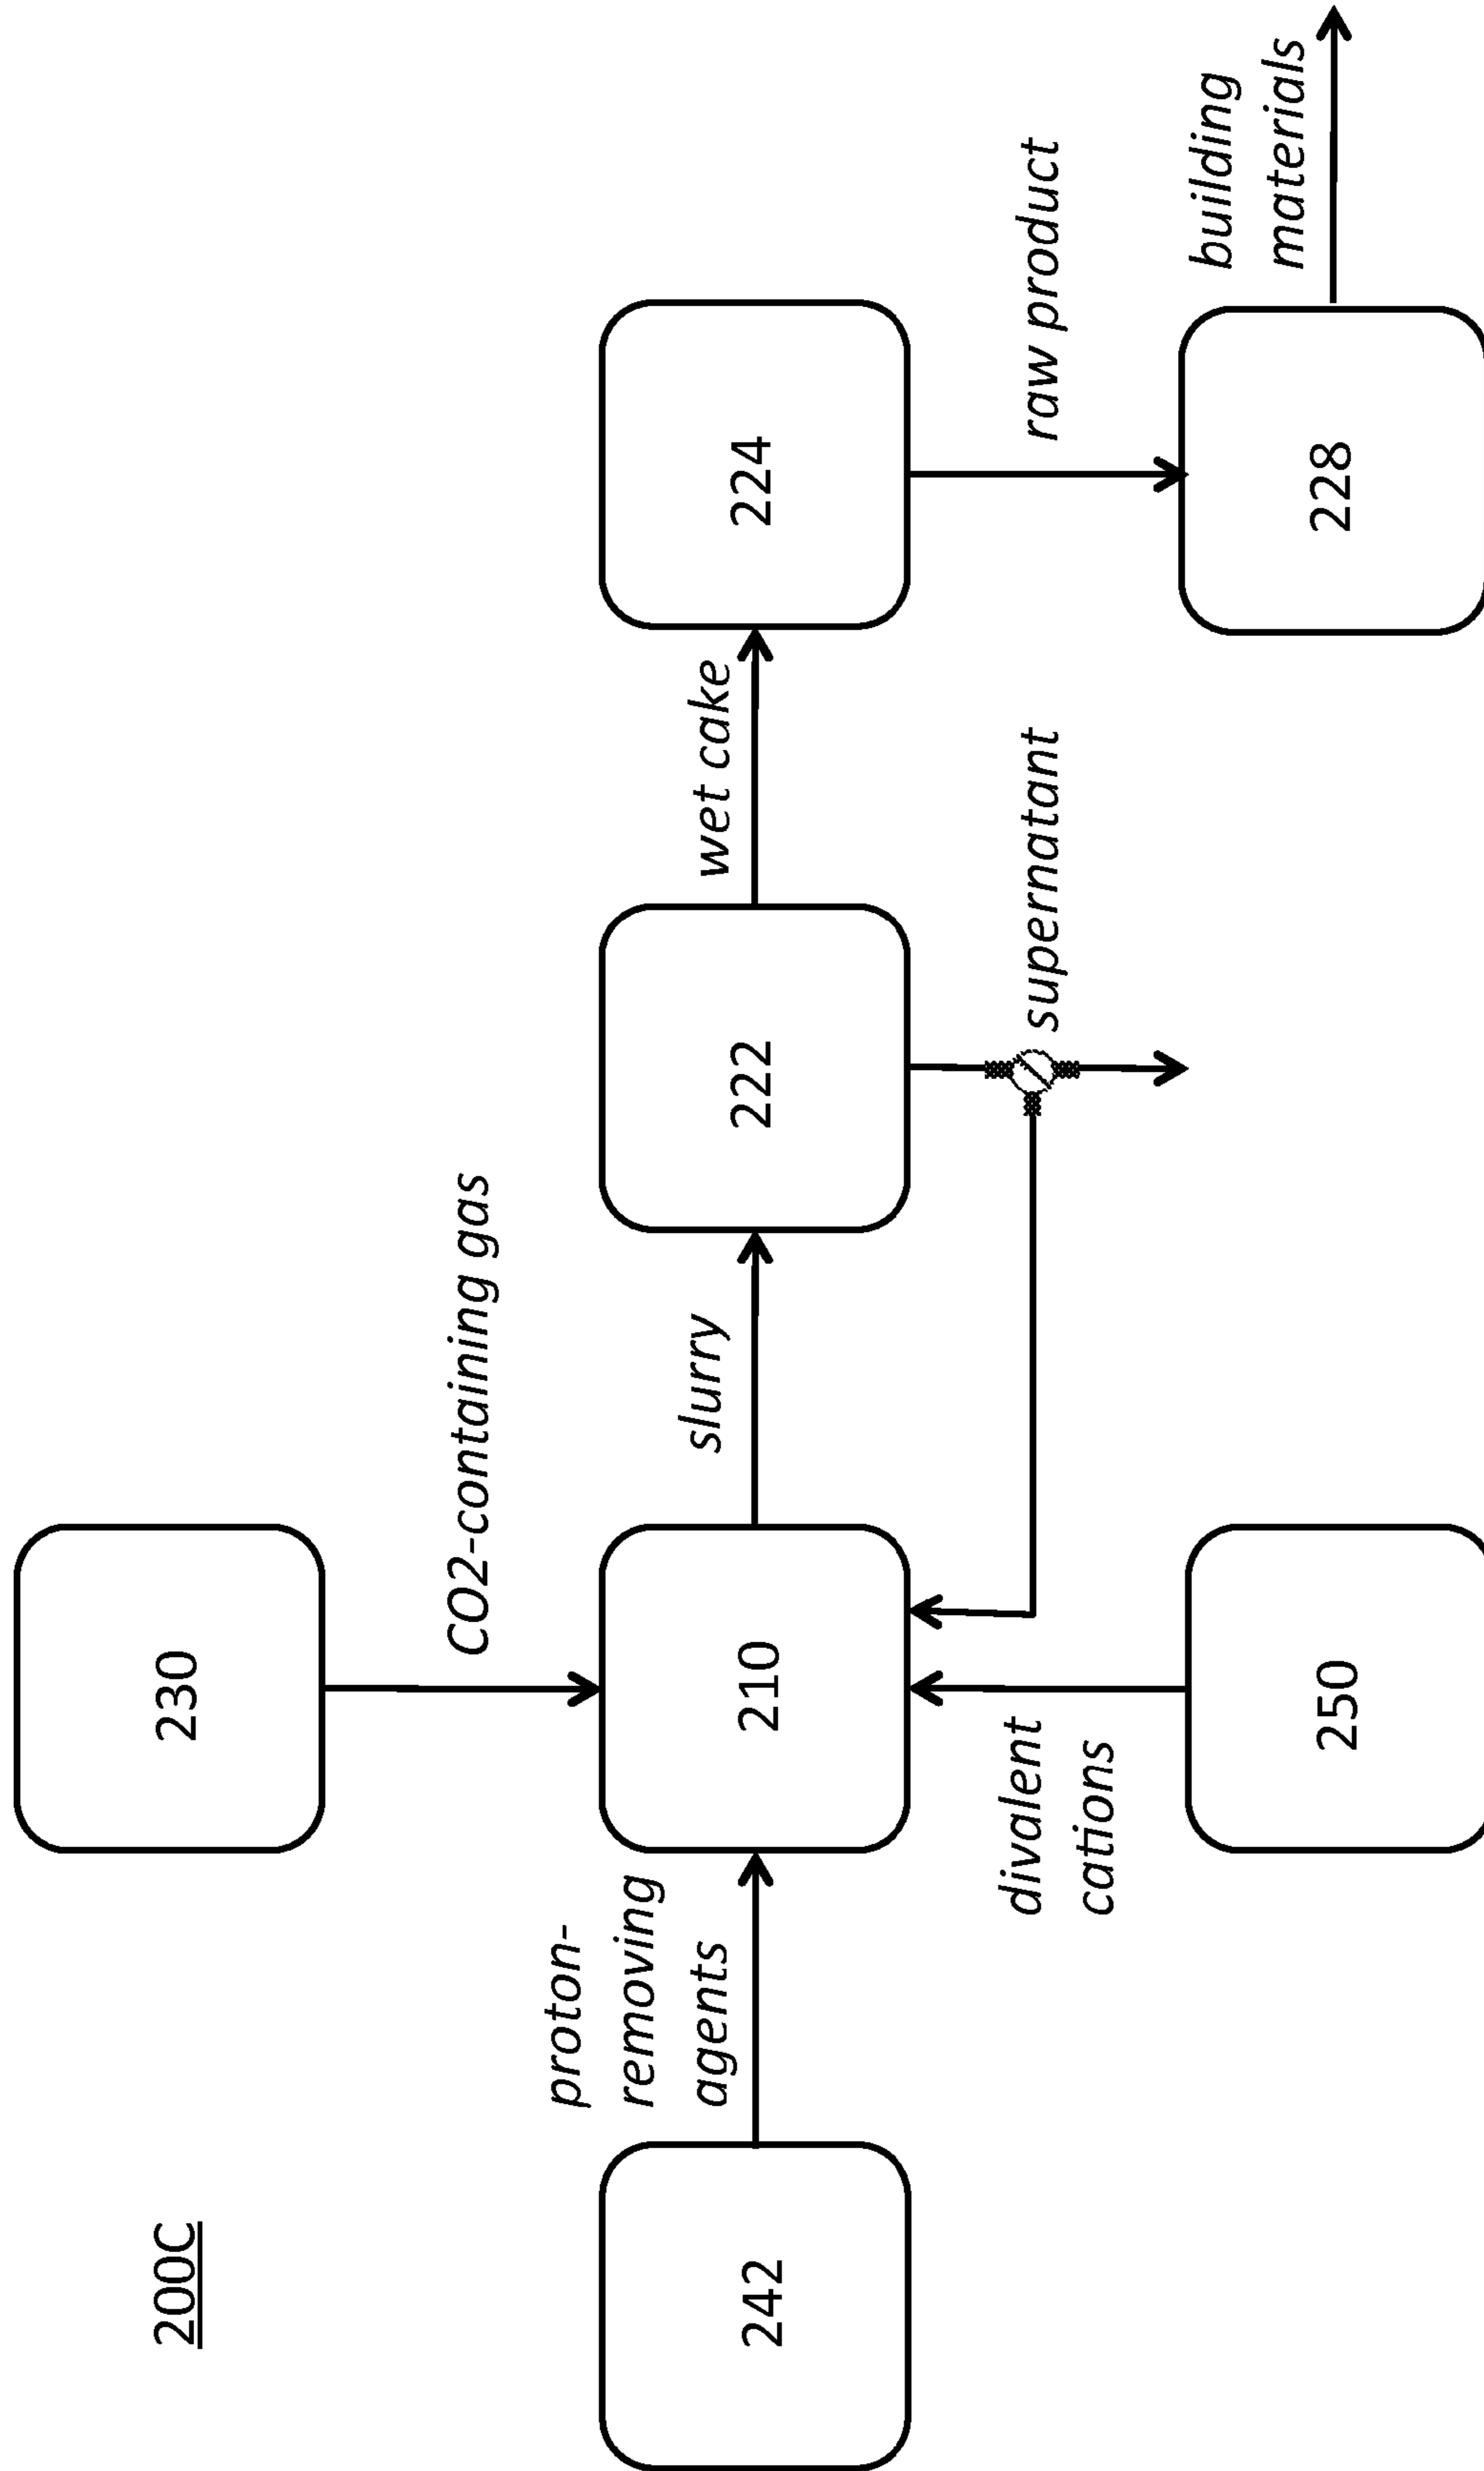 200C
230
CO2-containing gas
proton-
removing
agents
slurry
wet cake
242
210
222
224
divalent
cations
supernatant
raw product
building
materials
250
228